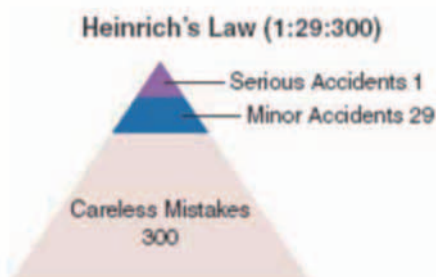 Heinrich's Law (1:29:300)
Serious Accidents 1
Minor Accidents 29
Careless Mistakes
300